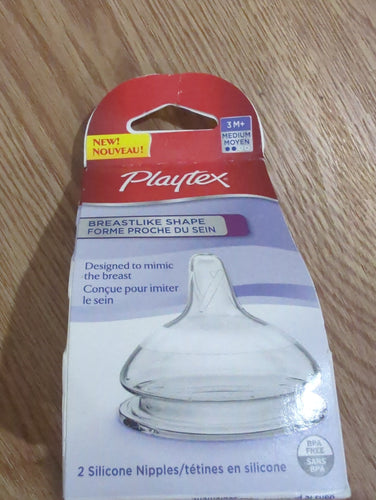 3 M+
MEDIUM
MOYEN
NEW!
NOUVEAU!
Playtex
BREASTLIKE SHAPE
FORME PROCHE DU SEIN
Designed to mimic
the breast
Conçue pour imiter
le sein
BPA
FREE
SANS
BPA
2 Silicone Nipples/tétines en silicone